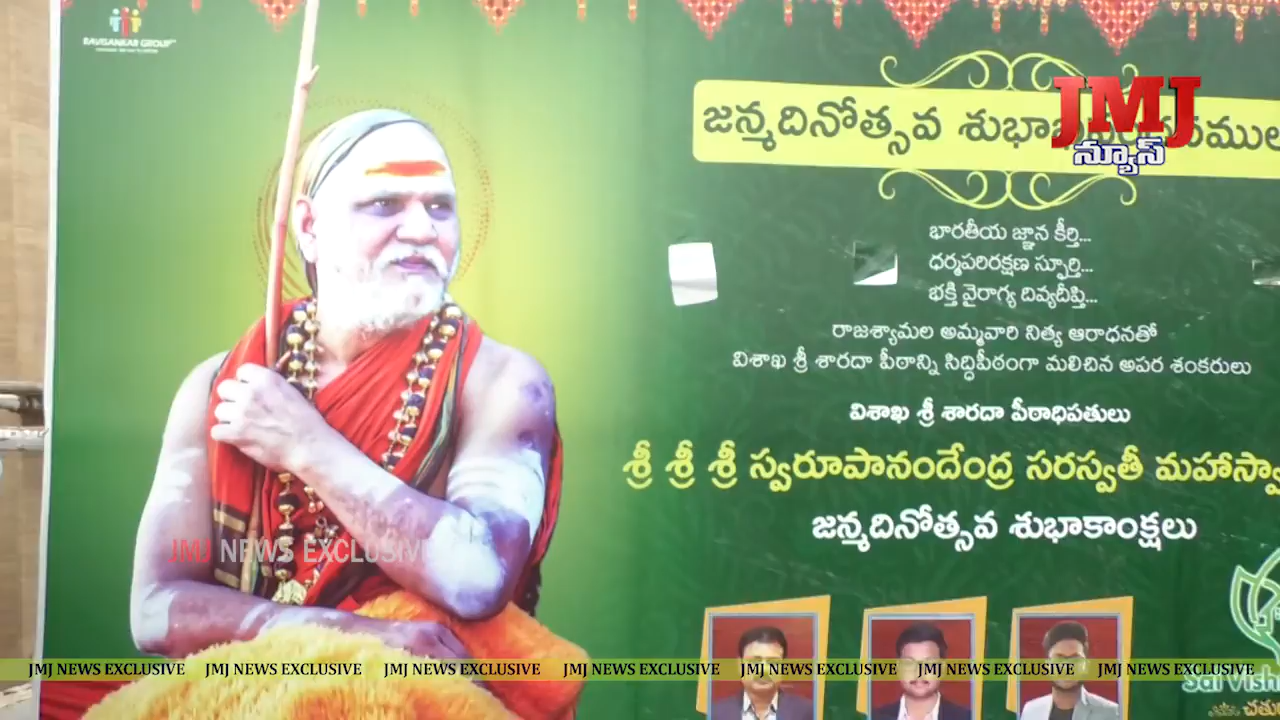 RAVISANKAR GROUP
JMJ
న్యూస్
జన్మదినోత్సవ
భారతీయ జ్ఞాన కీర్తి...
ధర్మపరిరక్షణ స్ఫూర్తి...
భక్తి వైరాగ్య దివ్యదీప్తి...
రాజశ్యామల అమ్మవారి నిత్య ఆరాధనతో
విశాఖ శ్రీ శారదా పీఠాన్ని సిద్ధిపీఠంగా మలిచిన అపర శంకరులు
విశాఖ శ్రీ శారదా పీఠాధిపతులు
శ్రీ శ్రీ శ్రీ స్వరూపానందేంద్ర సరస్వతీ
జన్మదినోత్సవ శుభాకాంక్షలు
JMJ NEWS EXCLUSIVE
Sai
JMJ NEWS EXCLUSIVE JMJ NEWS EXCLUSIVE JMJ NEWS EXCLUSIVE JMJ NEWS EXCLUSIVE JMJ NEWS EXCLUSIVE JMJ NEWS EXCLUSIVE JMJ NEWS EXCLUSIVE